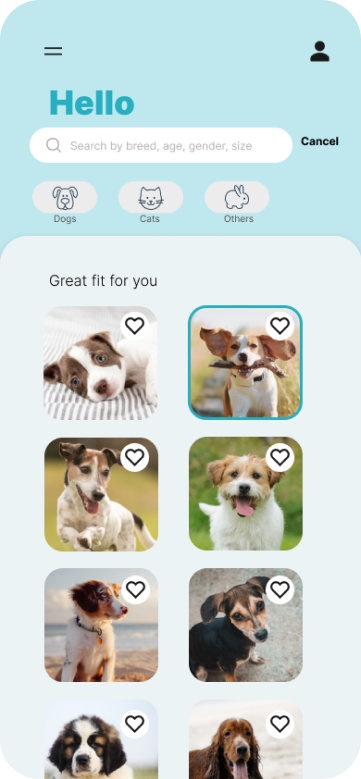 Hello
Search by breed, age, gender, size
Cancel
Dogs
Cats
Others
Great fit for you